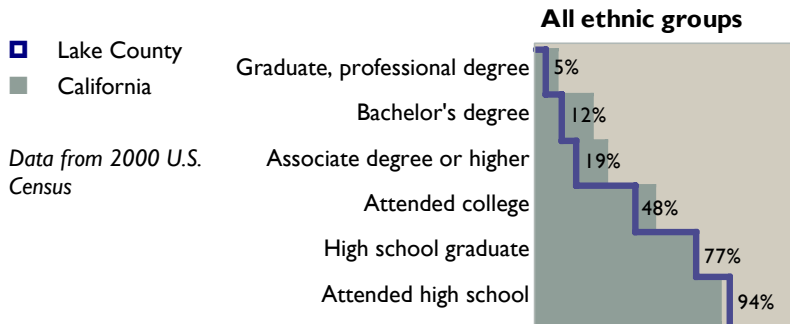 All ethnic groups
Lake County
California
Data from 2000 U.S.
Census
Graduate, professional degree 5%
Bachelor's degree 12%
Associate degree or higher 19%
Attended college 48%
High school graduate 77%
Attended high school 94%